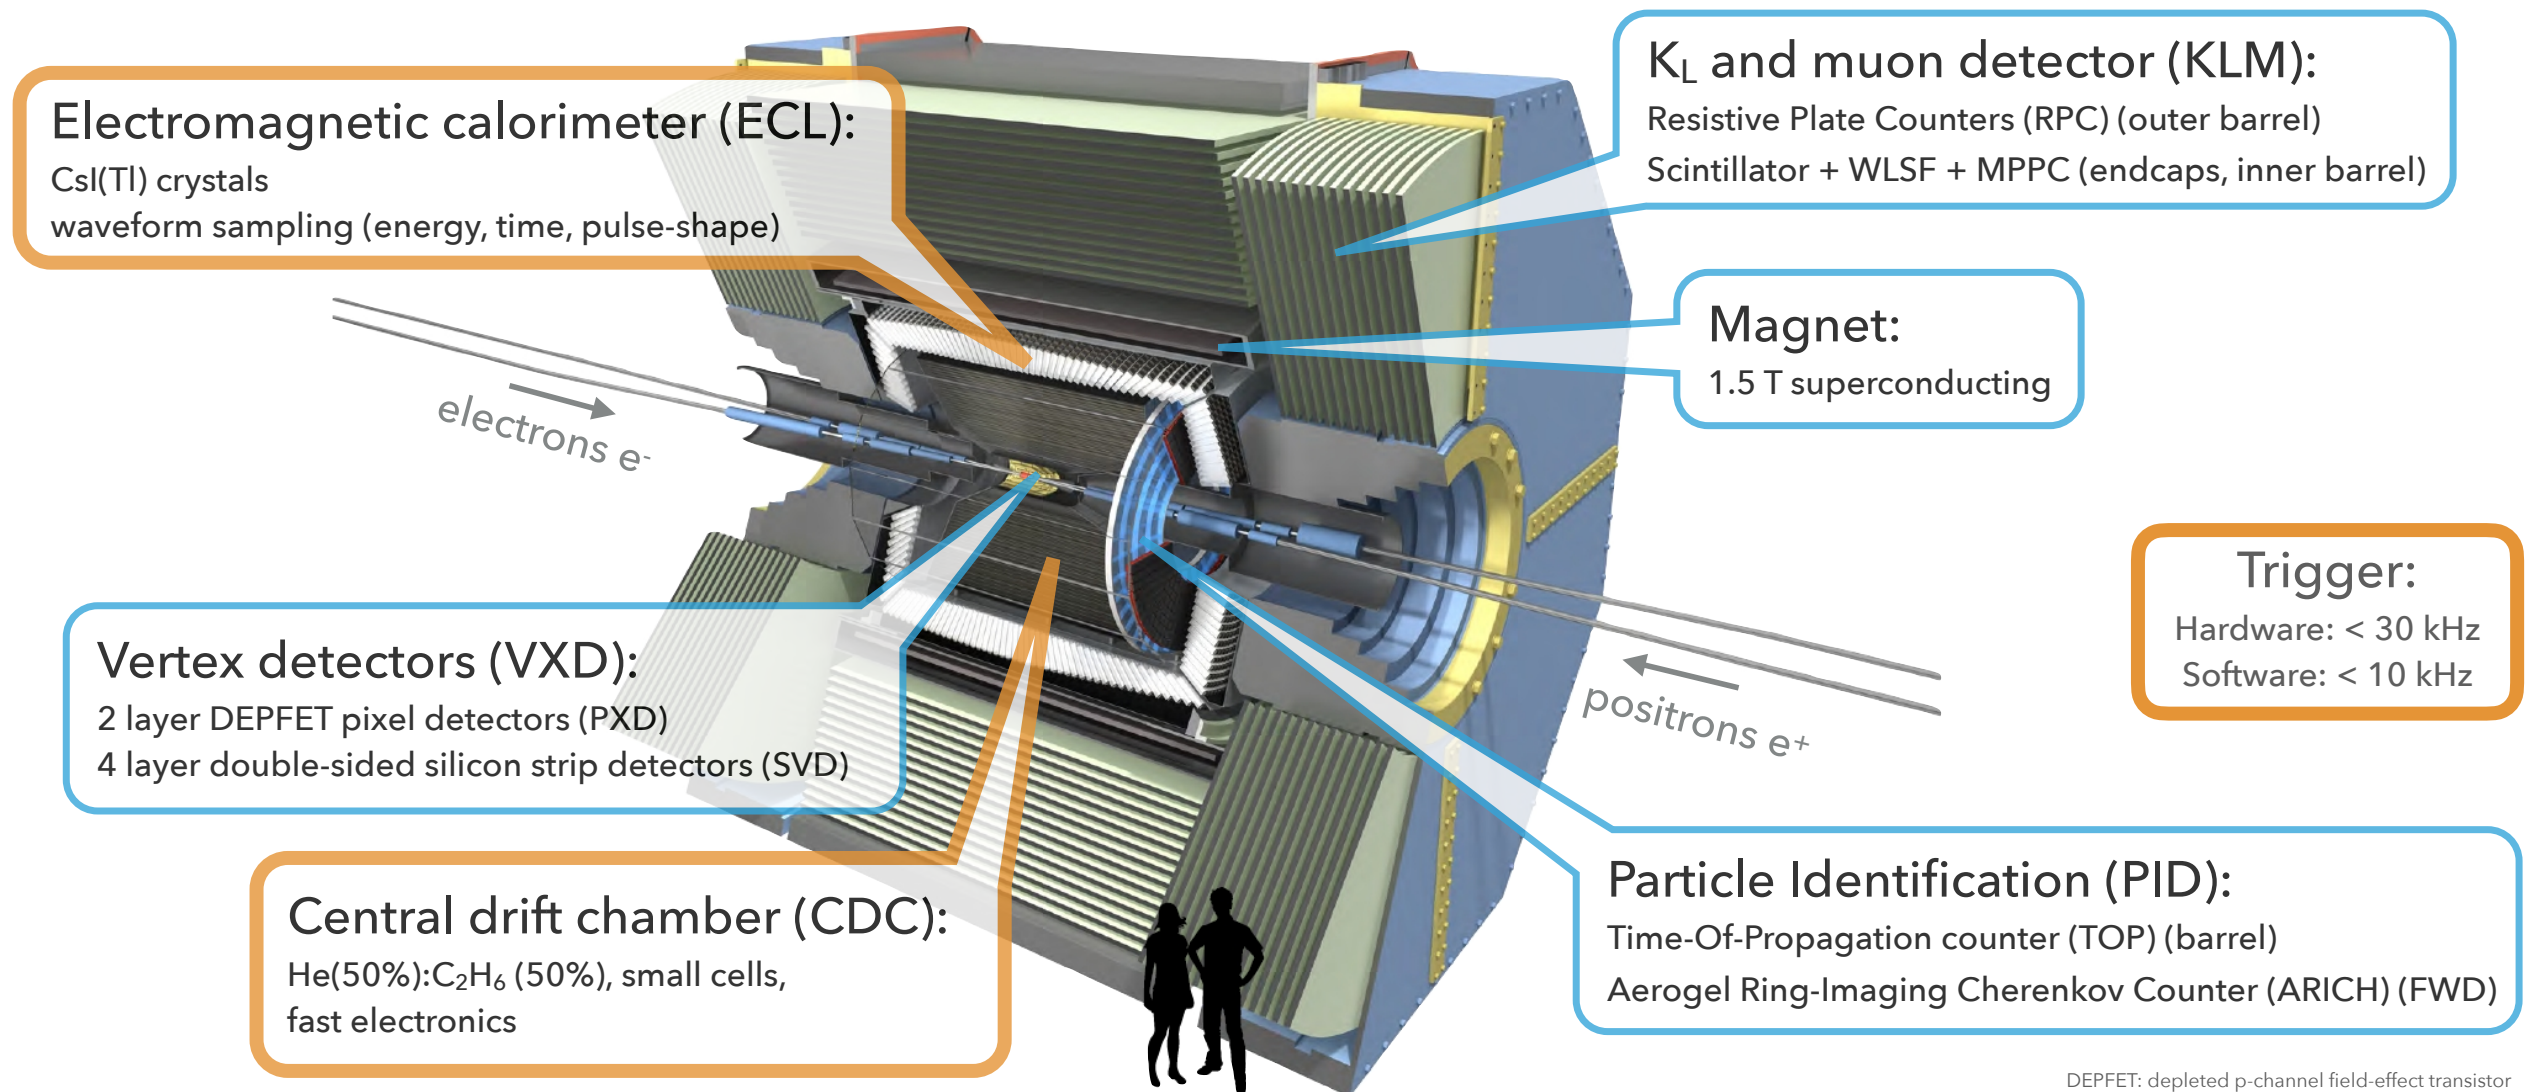 Electromagnetic calorimeter (ECL):
CsI(Tl) crystals
waveform sampling (energy, time, pulse-shape)
K_L and muon detector (KLM):
Resistive Plate Counters (RPC) (outer barrel)
Scintillator + WLSF + MPPC (endcaps, inner barrel)
Magnet:
1.5 T superconducting
electrons e⁻
Trigger:
Hardware: < 30 kHz
Software: < 10 kHz
positrons e⁺
Vertex detectors (VXD):
2 layer DEPFET pixel detectors (PXD)
4 layer double-sided silicon strip detectors (SVD)
Central drift chamber (CDC):
He(50%):C₂H₆ (50%), small cells,
fast electronics
Particle Identification (PID):
Time-Of-Propagation counter (TOP) (barrel)
Aerogel Ring-Imaging Cherenkov Counter (ARICH) (FWD)
DEPFET: depleted p-channel field-effect transistor